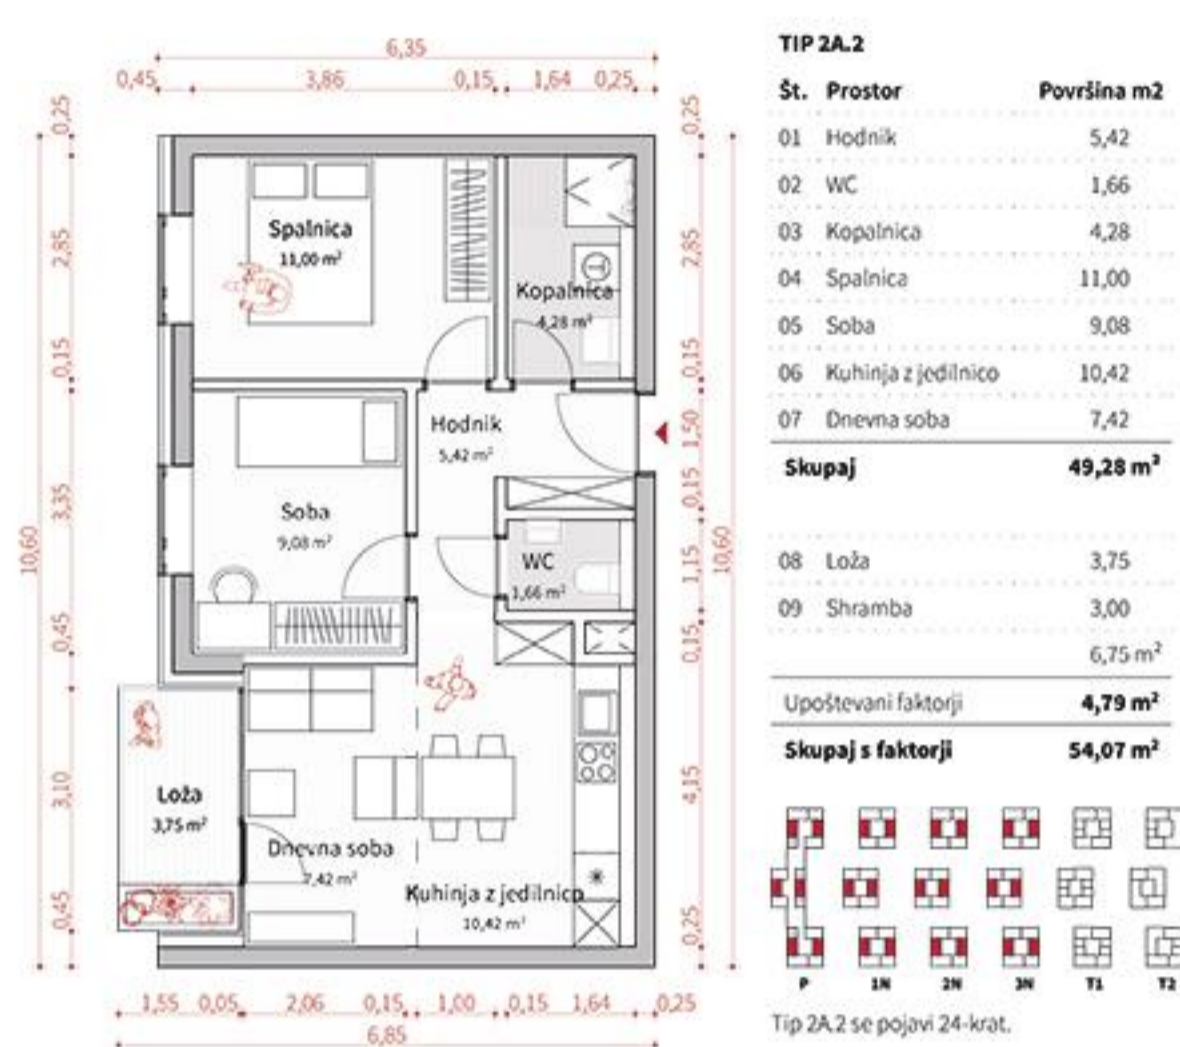 6,35
0,45 3,86 0,15 1,64 0,25
0,25 2,85 0,15 3,35 0,45 3,10 0,45
10,60
0,25 2,85 0,15 1,50 0,15 1,15 0,15 4,15 0,25
10,60
Spalnica
11,00 m²
Kopalnica
4,28 m²
Hodnik
5,42 m²
Soba
9,08 m²
WC
1,66 m²
Loža
3,75 m²
Dnevna soba
7,42 m²
Kuhinja z jedilnico
10,42 m²
1,55 0,05 2,06 0,15 1,00 0,15 1,64 0,25
6,85
TIP 2A.2
Št. Prostor Površina m2
01 Hodnik 5,42
02 WC 1,66
03 Kopalnica 4,28
04 Spalnica 11,00
05 Soba 9,08
06 Kuhinja z jedilnico 10,42
07 Dnevna soba 7,42
Skupaj 49,28 m²
08 Loža 3,75
09 Shramba 3,00
6,75 m²
Upoštevani faktorji 4,79 m²
Skupaj s faktorji 54,07 m²
P 1N 2N 3N T1 T2
Tip 2A.2 se pojavi 24-krat.